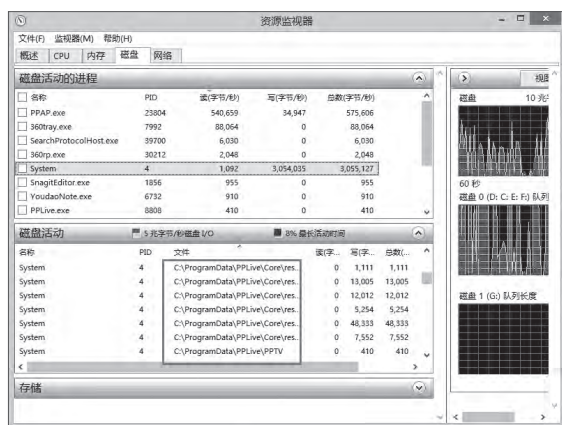 资源监视器
文件(F) 监视器(M) 帮助(H)
概述 CPU 内存 磁盘 网络
磁盘活动的进程
名称 PID 读(字节/秒) 写(字节/秒) 总数(字节/秒)
PPAP.exe 23804 540,659 34,947 575,606
360tray.exe 7992 88,064 0 88,064
SearchProtocolHost.exe 39700 6,030 0 6,030
360rp.exe 30212 2,048 0 2,048
System 4 1,092 3,054,035 3,055,127
SnagitEditor.exe 1856 955 0 955
YoudaoNote.exe 6732 910 0 910
PPLive.exe 8808 410 0 410
磁盘活动 5 兆字节/秒磁盘 I/O 8% 最长活动时间
名称 PID 文件 读(字... 写(字... 总数(...
System 4 C:\ProgramData\PPLive\Core\res... 0 1,111 1,111
System 4 C:\ProgramData\PPLive\Core\res... 0 13,005 13,005
System 4 C:\ProgramData\PPLive\Core\res... 0 12,012 12,012
System 4 C:\ProgramData\PPLive\Core\res... 0 5,254 5,254
System 4 C:\ProgramData\PPLive\Core\res... 0 48,333 48,333
System 4 C:\ProgramData\PPLive\Core\res... 0 7,552 7,552
System 4 C:\ProgramData\PPLive\PPTV 0 410 410
存储
视图
磁盘 10 兆
60 秒
磁盘 0 (D: C: E: F:) 队列
磁盘 1 (G:) 队列长度